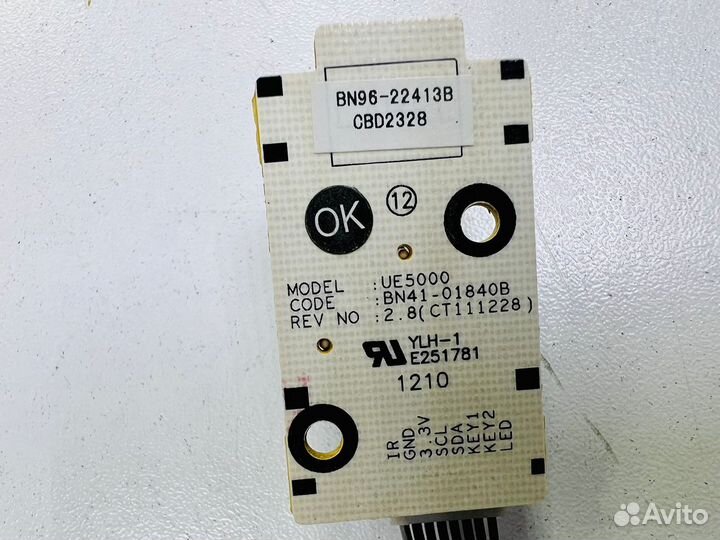 BN96-22413B
CBD2328
OK
12
MODEL :UE5000
CODE :BN41-01840B
REV NO :2.8(CT111228)
YLH-1
E251781
1210
IR
GND
3.3V
SCL
SDA
KEY1
KEY2
LED
Avito